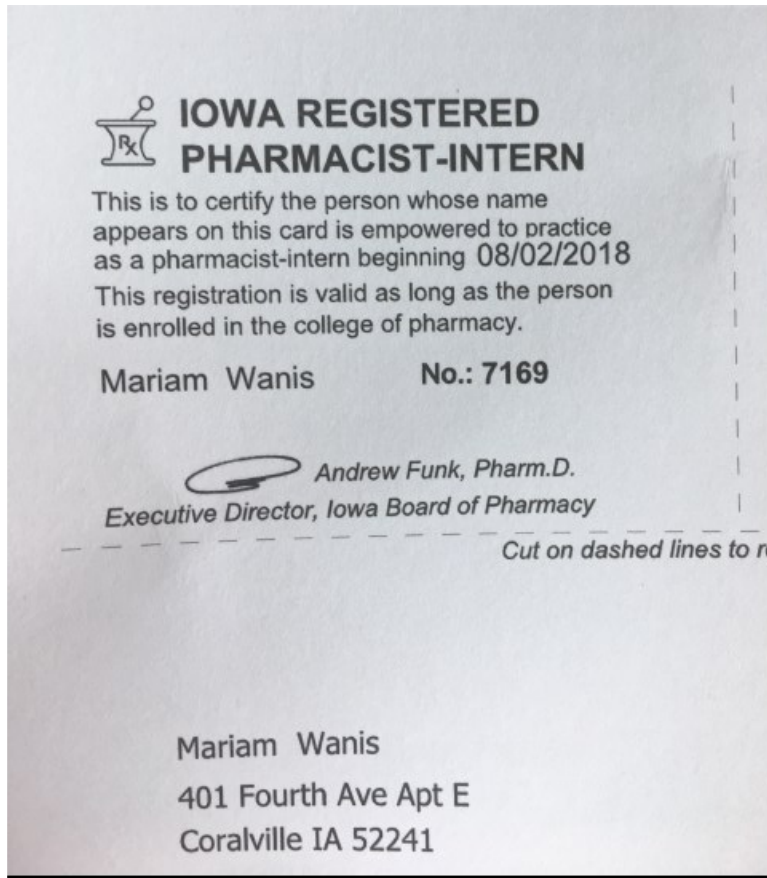 IOWA REGISTERED
PHARMACIST-INTERN
Rx
This is to certify the person whose name
appears on this card is empowered to practice
as a pharmacist-intern beginning 08/02/2018
This registration is valid as long as the person
is enrolled in the college of pharmacy.
Mariam Wanis No.: 7169
Andrew Funk, Pharm.D.
Executive Director, Iowa Board of Pharmacy
Cut on dashed lines to
Mariam Wanis
401 Fourth Ave Apt E
Coralville IA 52241